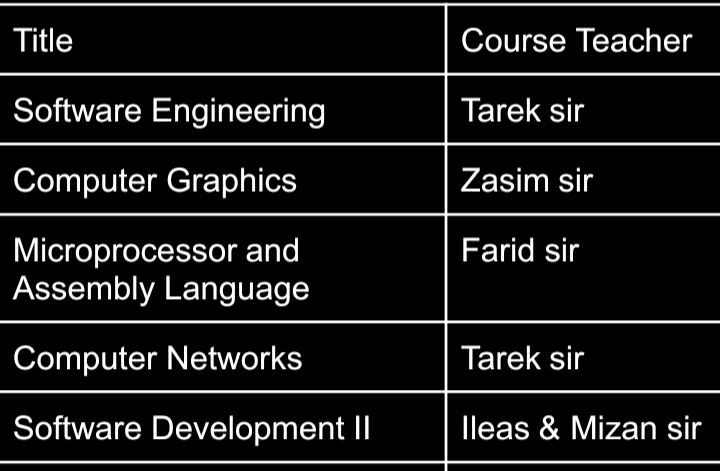 Title Course Teacher
Software Engineering Tarek sir
Computer Graphics Zasim sir
Microprocessor and Farid sir
Assembly Language
Computer Networks Tarek sir
Software Development II Ileas & Mizan sir